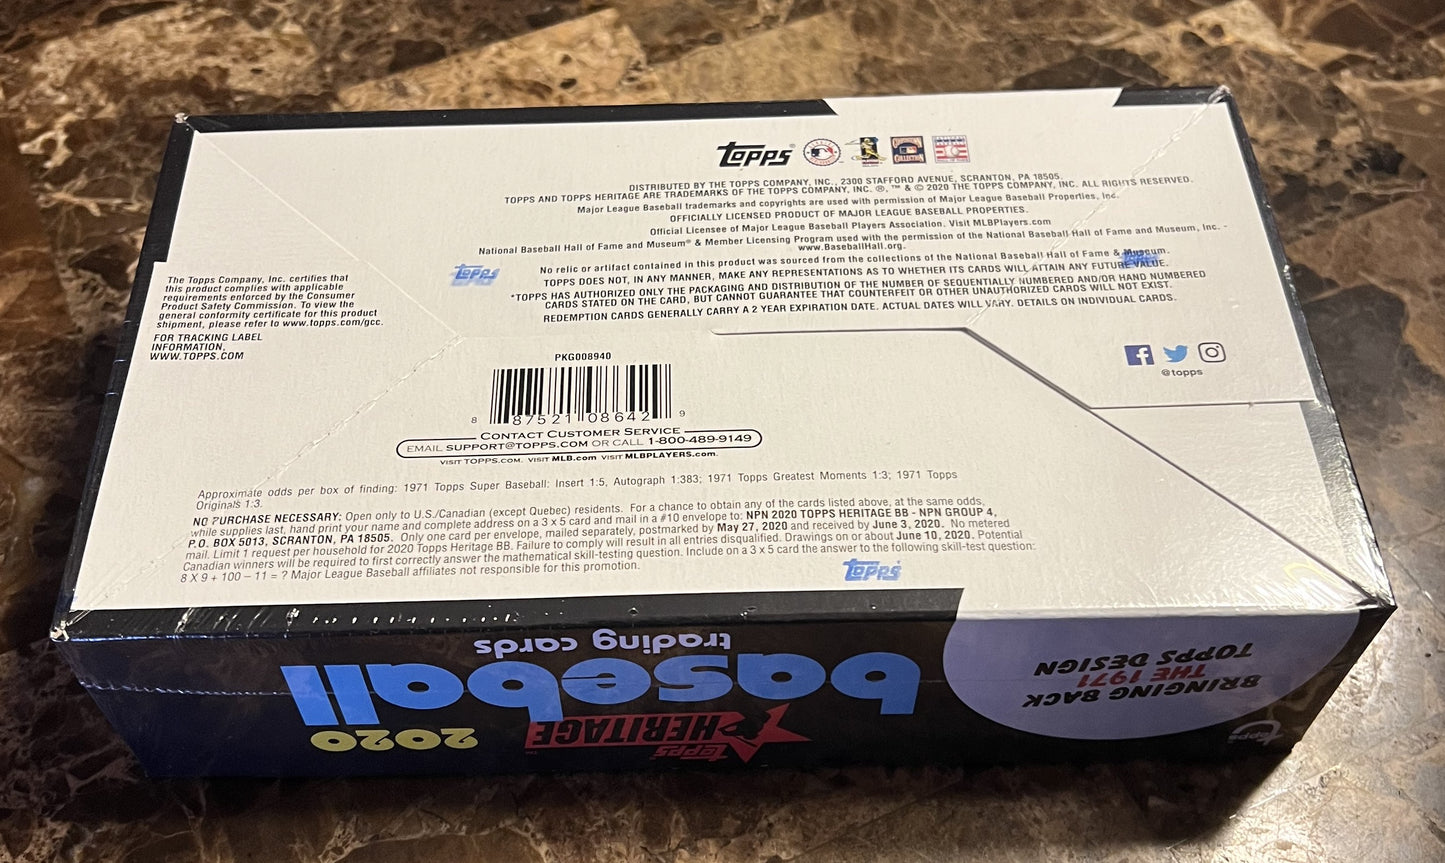 Topps
DISTRIBUTED BY THE TOPPS COMPANY, INC., 2300 STAFFORD AVENUE, SCRANTON, PA 18505.
TOPPS AND TOPPS HERITAGE ARE TRADEMARKS OF THE TOPPS COMPANY, INC. ®, ™ & © 2020 THE TOPPS COMPANY, INC. ALL RIGHTS RESERVED.
Major League Baseball trademarks and copyrights are used with permission of Major League Baseball Properties, Inc.
OFFICIALLY LICENSED PRODUCT OF MAJOR LEAGUE BASEBALL PROPERTIES.
Official Licensee of Major League Baseball Players Association. Visit MLBPlayers.com
National Baseball Hall of Fame and Museum® & Member Licensing Program used with the permission of the National Baseball Hall of Fame and Museum, Inc. -
www.BaseballHall.org.
No relic or artifact contained in this product was sourced from the collections of the National Baseball Hall of Fame & Museum.
TOPPS DOES NOT, IN ANY MANNER, MAKE ANY REPRESENTATIONS AS TO WHETHER ITS CARDS WILL ATTAIN ANY FUTURE VALUE.
*TOPPS HAS AUTHORIZED ONLY THE PACKAGING AND DISTRIBUTION OF THE NUMBER OF SEQUENTIALLY NUMBERED AND/OR HAND NUMBERED
CARDS STATED ON THE CARD, BUT CANNOT GUARANTEE THAT COUNTERFEIT OR OTHER UNAUTHORIZED CARDS WILL NOT EXIST.
REDEMPTION CARDS GENERALLY CARRY A 2 YEAR EXPIRATION DATE. ACTUAL DATES WILL VARY. DETAILS ON INDIVIDUAL CARDS.
Topps
Topps
The Topps Company, Inc. certifies that
this product complies with applicable
requirements enforced by the Consumer
Product Safety Commission. To view the
general conformity certificate for this product
shipment, please refer to www.topps.com/gcc.
FOR TRACKING LABEL
INFORMATION,
WWW.TOPPS.COM
@topps
PKG008940
8 87521 08642 9
CONTACT CUSTOMER SERVICE
EMAIL SUPPORT@TOPPS.COM OR CALL 1-800-489-9149
VISIT TOPPS.COM. VISIT MLB.com VISIT MLBPLAYERS.com.
Approximate odds per box of finding: 1971 Topps Super Baseball: Insert 1:5, Autograph 1:383; 1971 Topps Greatest Moments 1:3; 1971 Topps
Originals 1:3.
NO PURCHASE NECESSARY: Open only to U.S./Canadian (except Quebec) residents. For a chance to obtain any of the cards listed above, at the same odds,
while supplies last, hand print your name and complete address on a 3 x 5 card and mail in a #10 envelope to: NPN 2020 TOPPS HERITAGE BB - NPN GROUP 4,
P.O. BOX 5013, SCRANTON, PA 18505. Only one card per envelope, mailed separately, postmarked by May 27, 2020 and received by June 3, 2020. No metered
mail. Limit 1 request per household for 2020 Topps Heritage BB. Failure to comply will result in all entries disqualified. Drawings on or about June 10, 2020. Potential
Canadian winners will be required to first correctly answer the mathematical skill-testing question. Include on a 3 x 5 card the answer to the following skill-test question:
8 X 9 + 100 – 11 = ? Major League Baseball affiliates not responsible for this promotion.
Topps
Topps
BRINGING BACK
THE 1971
TOPPS DESIGN
Topps
HERITAGE™
2020
baseball
trading cards